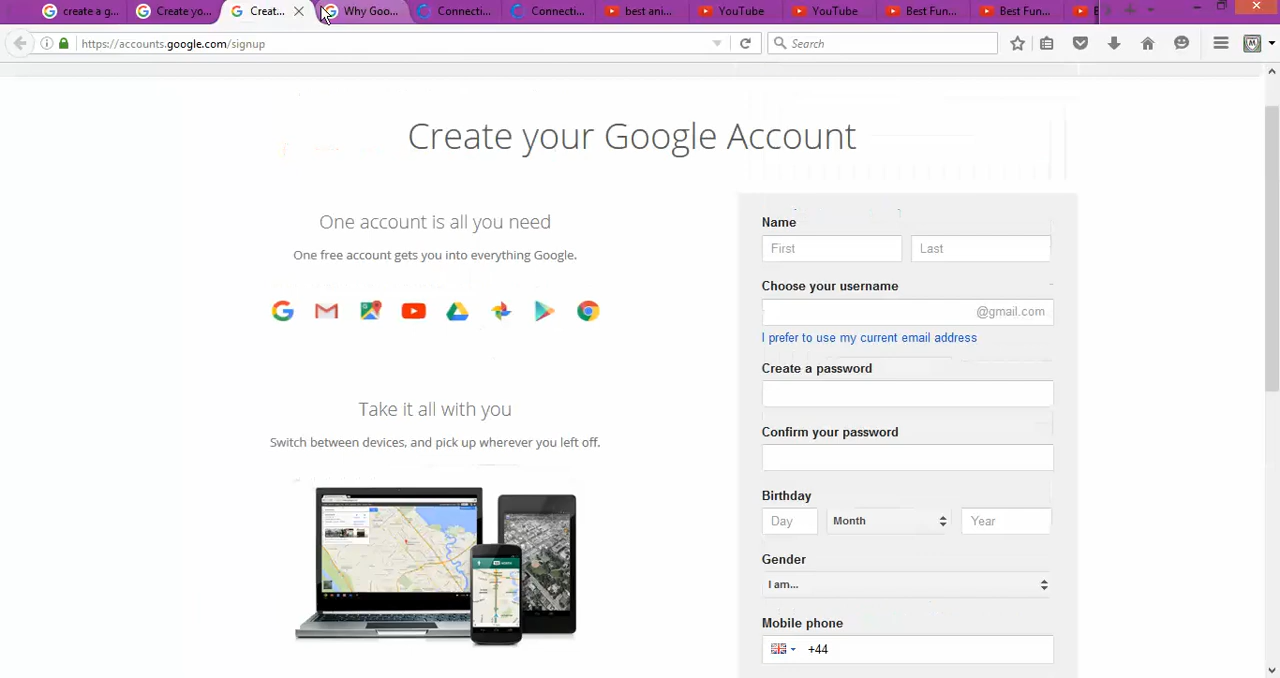 create a g...
Create yo...
Creat...
Why Goo...
Connecti...
Connecti...
best ani...
YouTube
YouTube
Best Fun...
Best Fun...
https://accounts.google.com/signup
Search
Create your Google Account
One account is all you need
One free account gets you into everything Google.
Take it all with you
Switch between devices, and pick up wherever you left off.
Name
First
Last
Choose your username
@gmail.com
I prefer to use my current email address
Create a password
Confirm your password
Birthday
Day
Month
Year
Gender
I am...
Mobile phone
+44